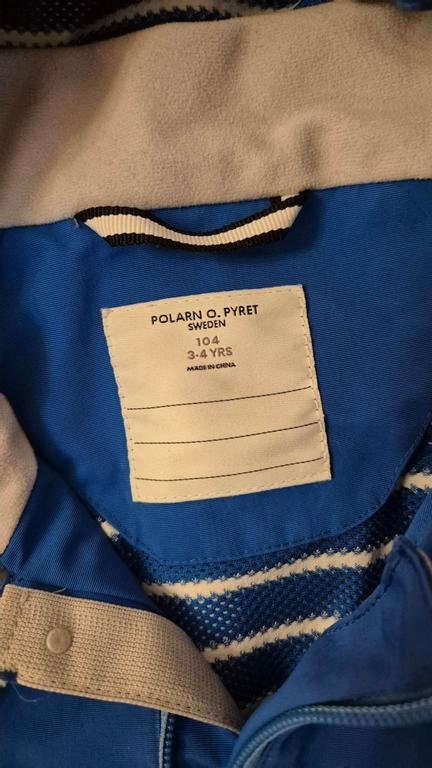 POLARN O. PYRET
SWEDEN
104
3-4 YRS
MADE IN CHINA